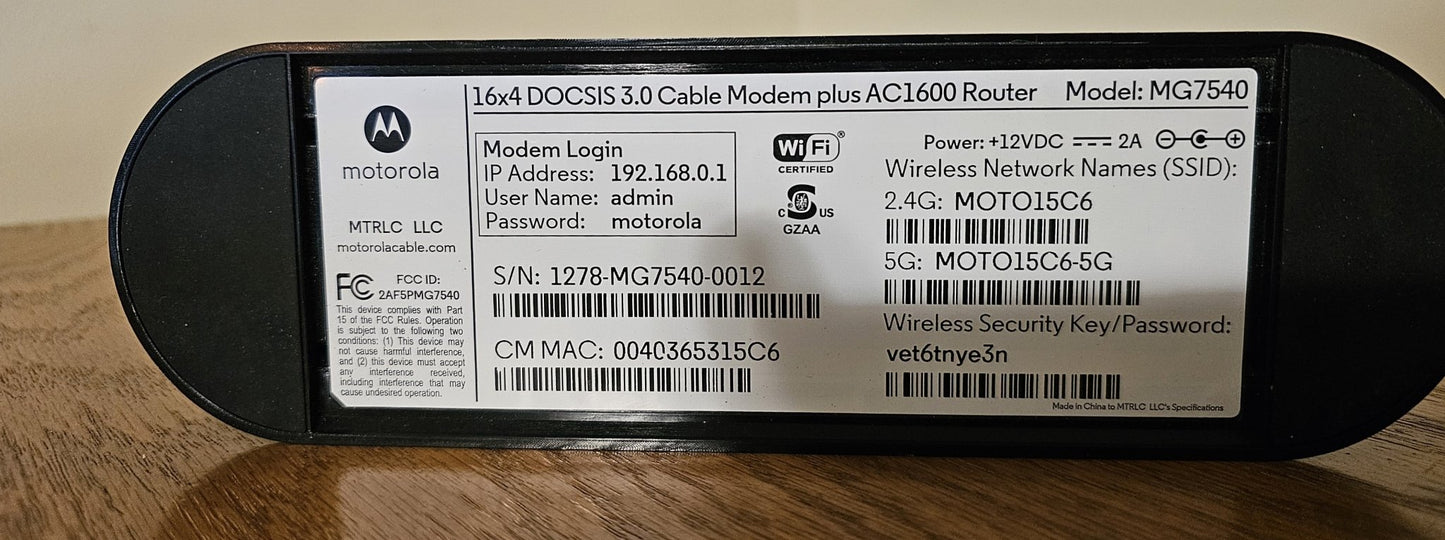 16x4 DOCSIS 3.0 Cable Modem plus AC1600 Router Model: MG7540
motorola
MTRLC LLC
motorolacable.com
FC FCC ID:
2AF5PMG7540
This device complies with Part
15 of the FCC Rules. Operation
is subject to the following two
conditions: (1) This device may
not cause harmful interference,
and (2) this device must accept
any interference received,
including interference that may
cause undesired operation.
Modem Login
IP Address: 192.168.0.1
User Name: admin
Password: motorola
S/N: 1278-MG7540-0012
CM MAC: 0040365315C6
Wi Fi ®
CERTIFIED
C US
GZAA
Power: +12VDC 2A
Wireless Network Names (SSID):
2.4G: MOTO15C6
5G: MOTO15C6-5G
Wireless Security Key/Password:
vet6tnye3n
Made in China to MTRLC LLC's Specifications